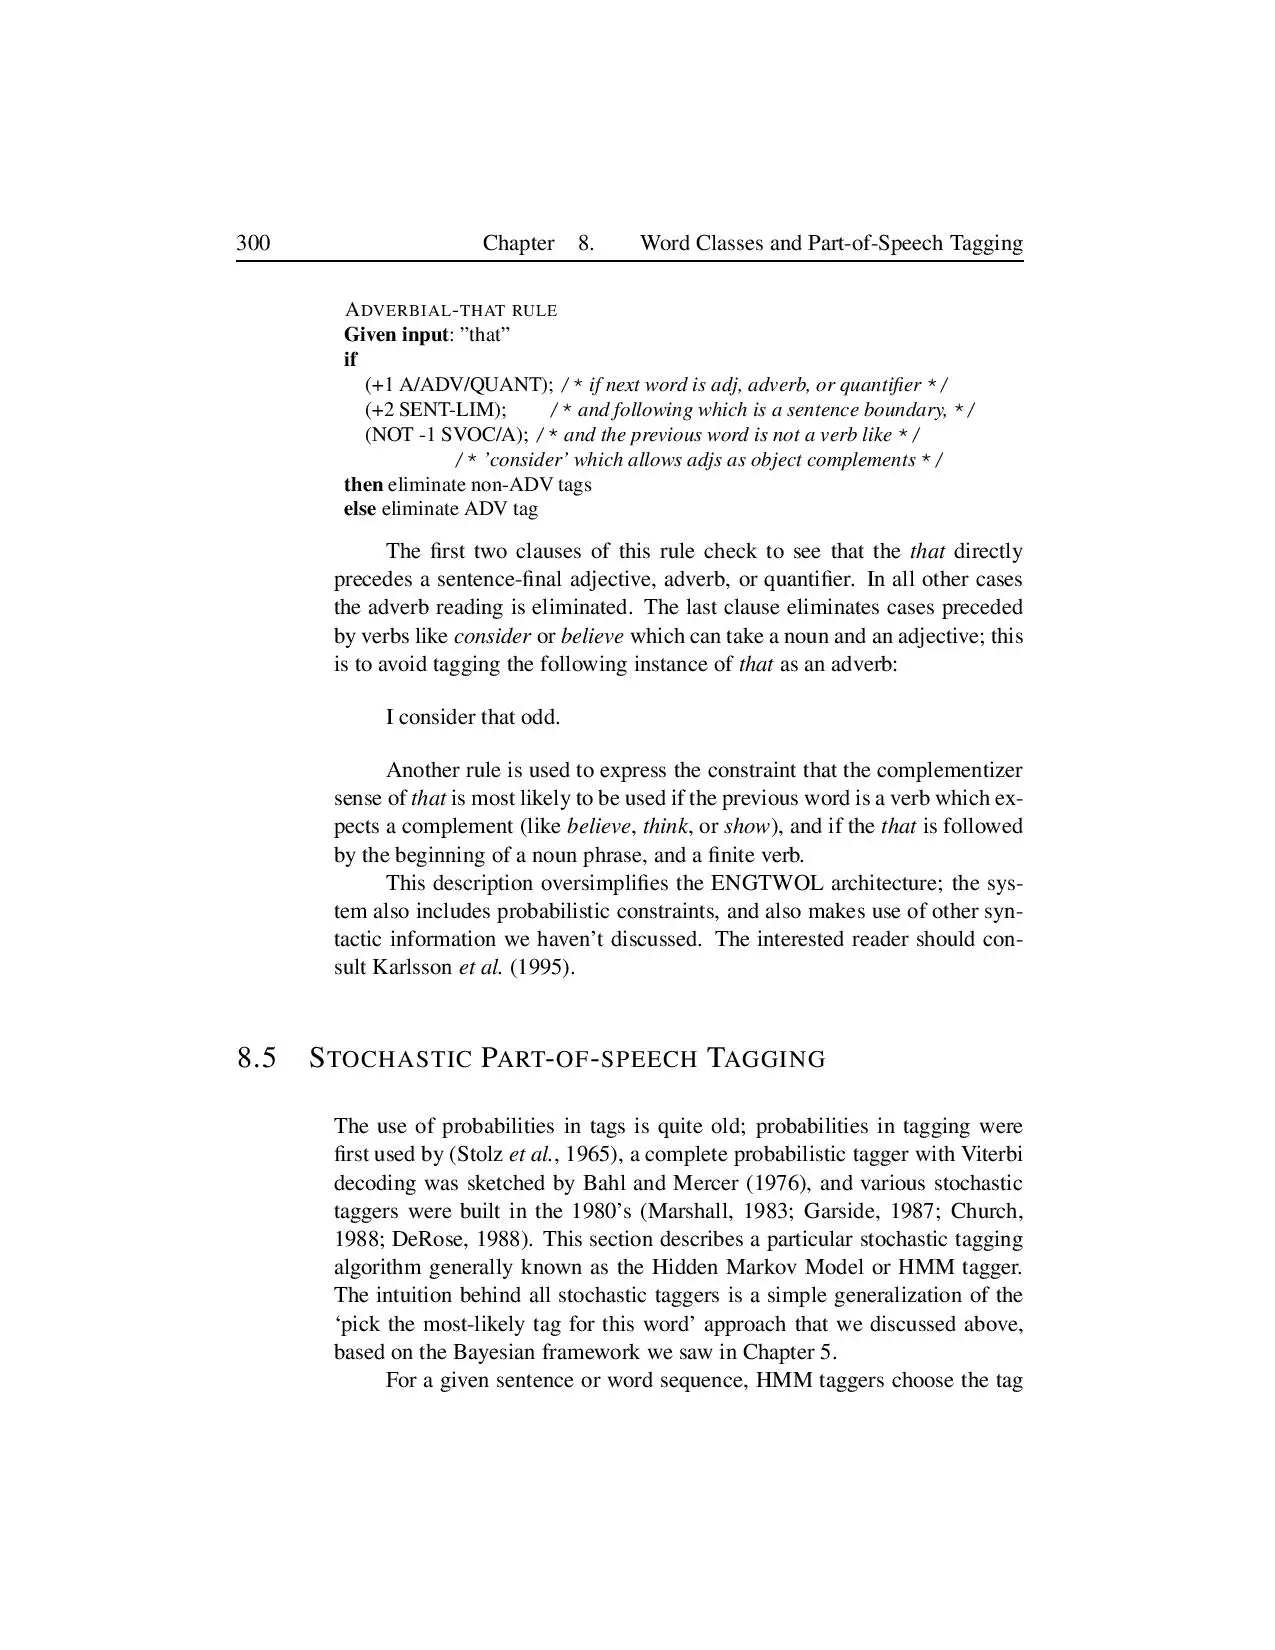 300 Chapter 8. Word Classes and Part-of-Speech Tagging
ADVERBIAL-THAT RULE
Given input: ”that”
if
(+1 A/ADV/QUANT); /* if next word is adj, adverb, or quantifier */
(+2 SENT-LIM); /* and following which is a sentence boundary, */
(NOT -1 SVOC/A); /* and the previous word is not a verb like */
/* ’consider’ which allows adjs as object complements */
then eliminate non-ADV tags
else eliminate ADV tag
The first two clauses of this rule check to see that the that directly
precedes a sentence-final adjective, adverb, or quantifier. In all other cases
the adverb reading is eliminated. The last clause eliminates cases preceded
by verbs like consider or believe which can take a noun and an adjective; this
is to avoid tagging the following instance of that as an adverb:
I consider that odd.
Another rule is used to express the constraint that the complementizer
sense of that is most likely to be used if the previous word is a verb which ex-
pects a complement (like believe, think, or show), and if the that is followed
by the beginning of a noun phrase, and a finite verb.
This description oversimplifies the ENGTWOL architecture; the sys-
tem also includes probabilistic constraints, and also makes use of other syn-
tactic information we haven’t discussed. The interested reader should con-
sult Karlsson et al. (1995).
8.5 STOCHASTIC PART-OF-SPEECH TAGGING
The use of probabilities in tags is quite old; probabilities in tagging were
first used by (Stolz et al., 1965), a complete probabilistic tagger with Viterbi
decoding was sketched by Bahl and Mercer (1976), and various stochastic
taggers were built in the 1980’s (Marshall, 1983; Garside, 1987; Church,
1988; DeRose, 1988). This section describes a particular stochastic tagging
algorithm generally known as the Hidden Markov Model or HMM tagger.
The intuition behind all stochastic taggers is a simple generalization of the
‘pick the most-likely tag for this word’ approach that we discussed above,
based on the Bayesian framework we saw in Chapter 5.
For a given sentence or word sequence, HMM taggers choose the tag